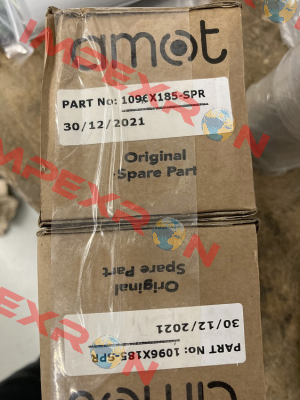 amot
PART No: 1096X185-SPR
30/12/2021
Original
Spare Part
IMPEXRON
Original
Spare Part
30/12/2021
PART No: 1096X185-SPR
amot
IMPEXRON